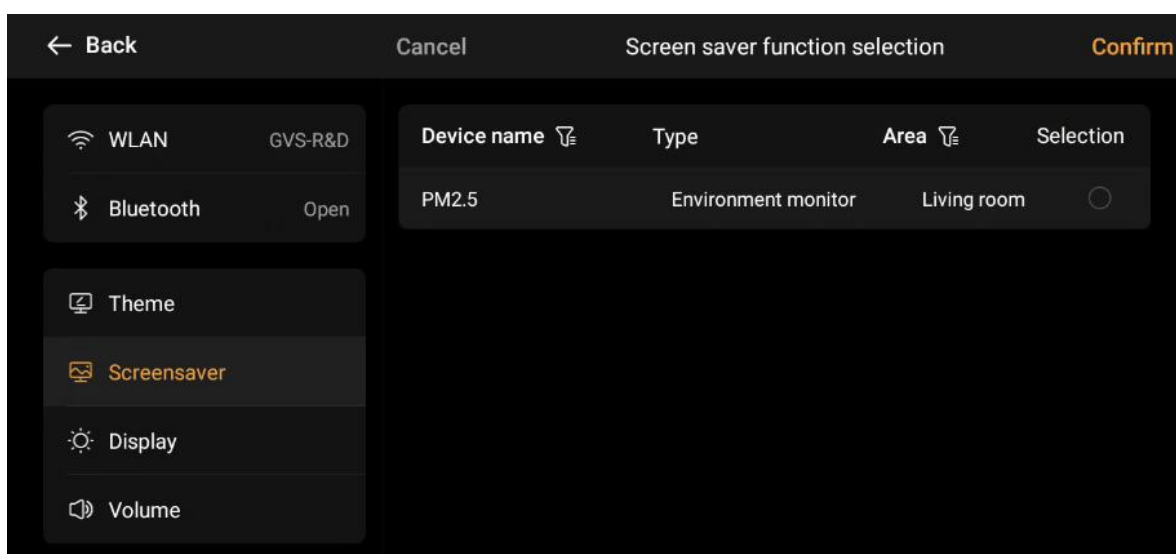 Back
Cancel
Screen saver function selection
Confirm
WLAN GVS-R&D
Bluetooth Open
Theme
Screensaver
Display
Volume
Device name Type Area Selection
PM2.5 Environment monitor Living room